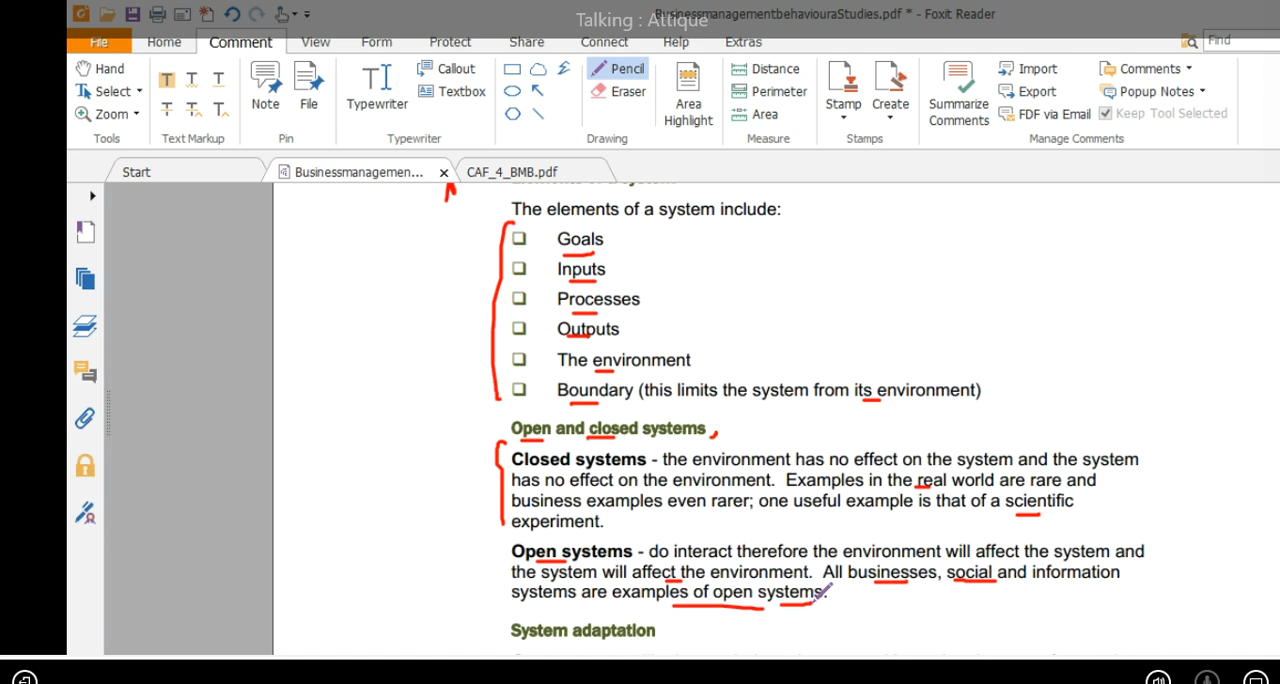 Talking : Attique
BusinessmanagementbehaviouraStudies.pdf * - Foxit Reader
File Home Comment View Form Protect Share Connect Help Extras Find
Hand
Select
Zoom
Tools
T T T
T T T
Text Markup
Note File
Pin
Typewriter
Callout
Textbox
Typewriter
Pencil
Eraser
Area
Highlight
Drawing
Distance
Perimeter
Area
Measure
Stamp Create
Stamps
Summarize
Comments
Import
Export
FDF via Email
Comments
Popup Notes
Keep Tool Selected
Manage Comments
Start Businessmanagemen... × CAF_4_BMB.pdf
The elements of a system include:
Goals
Inputs
Processes
Outputs
The environment
Boundary (this limits the system from its environment)
Open and closed systems
Closed systems - the environment has no effect on the system and the system
has no effect on the environment. Examples in the real world are rare and
business examples even rarer; one useful example is that of a scientific
experiment.
Open systems - do interact therefore the environment will affect the system and
the system will affect the environment. All businesses, social and information
systems are examples of open systems.
System adaptation